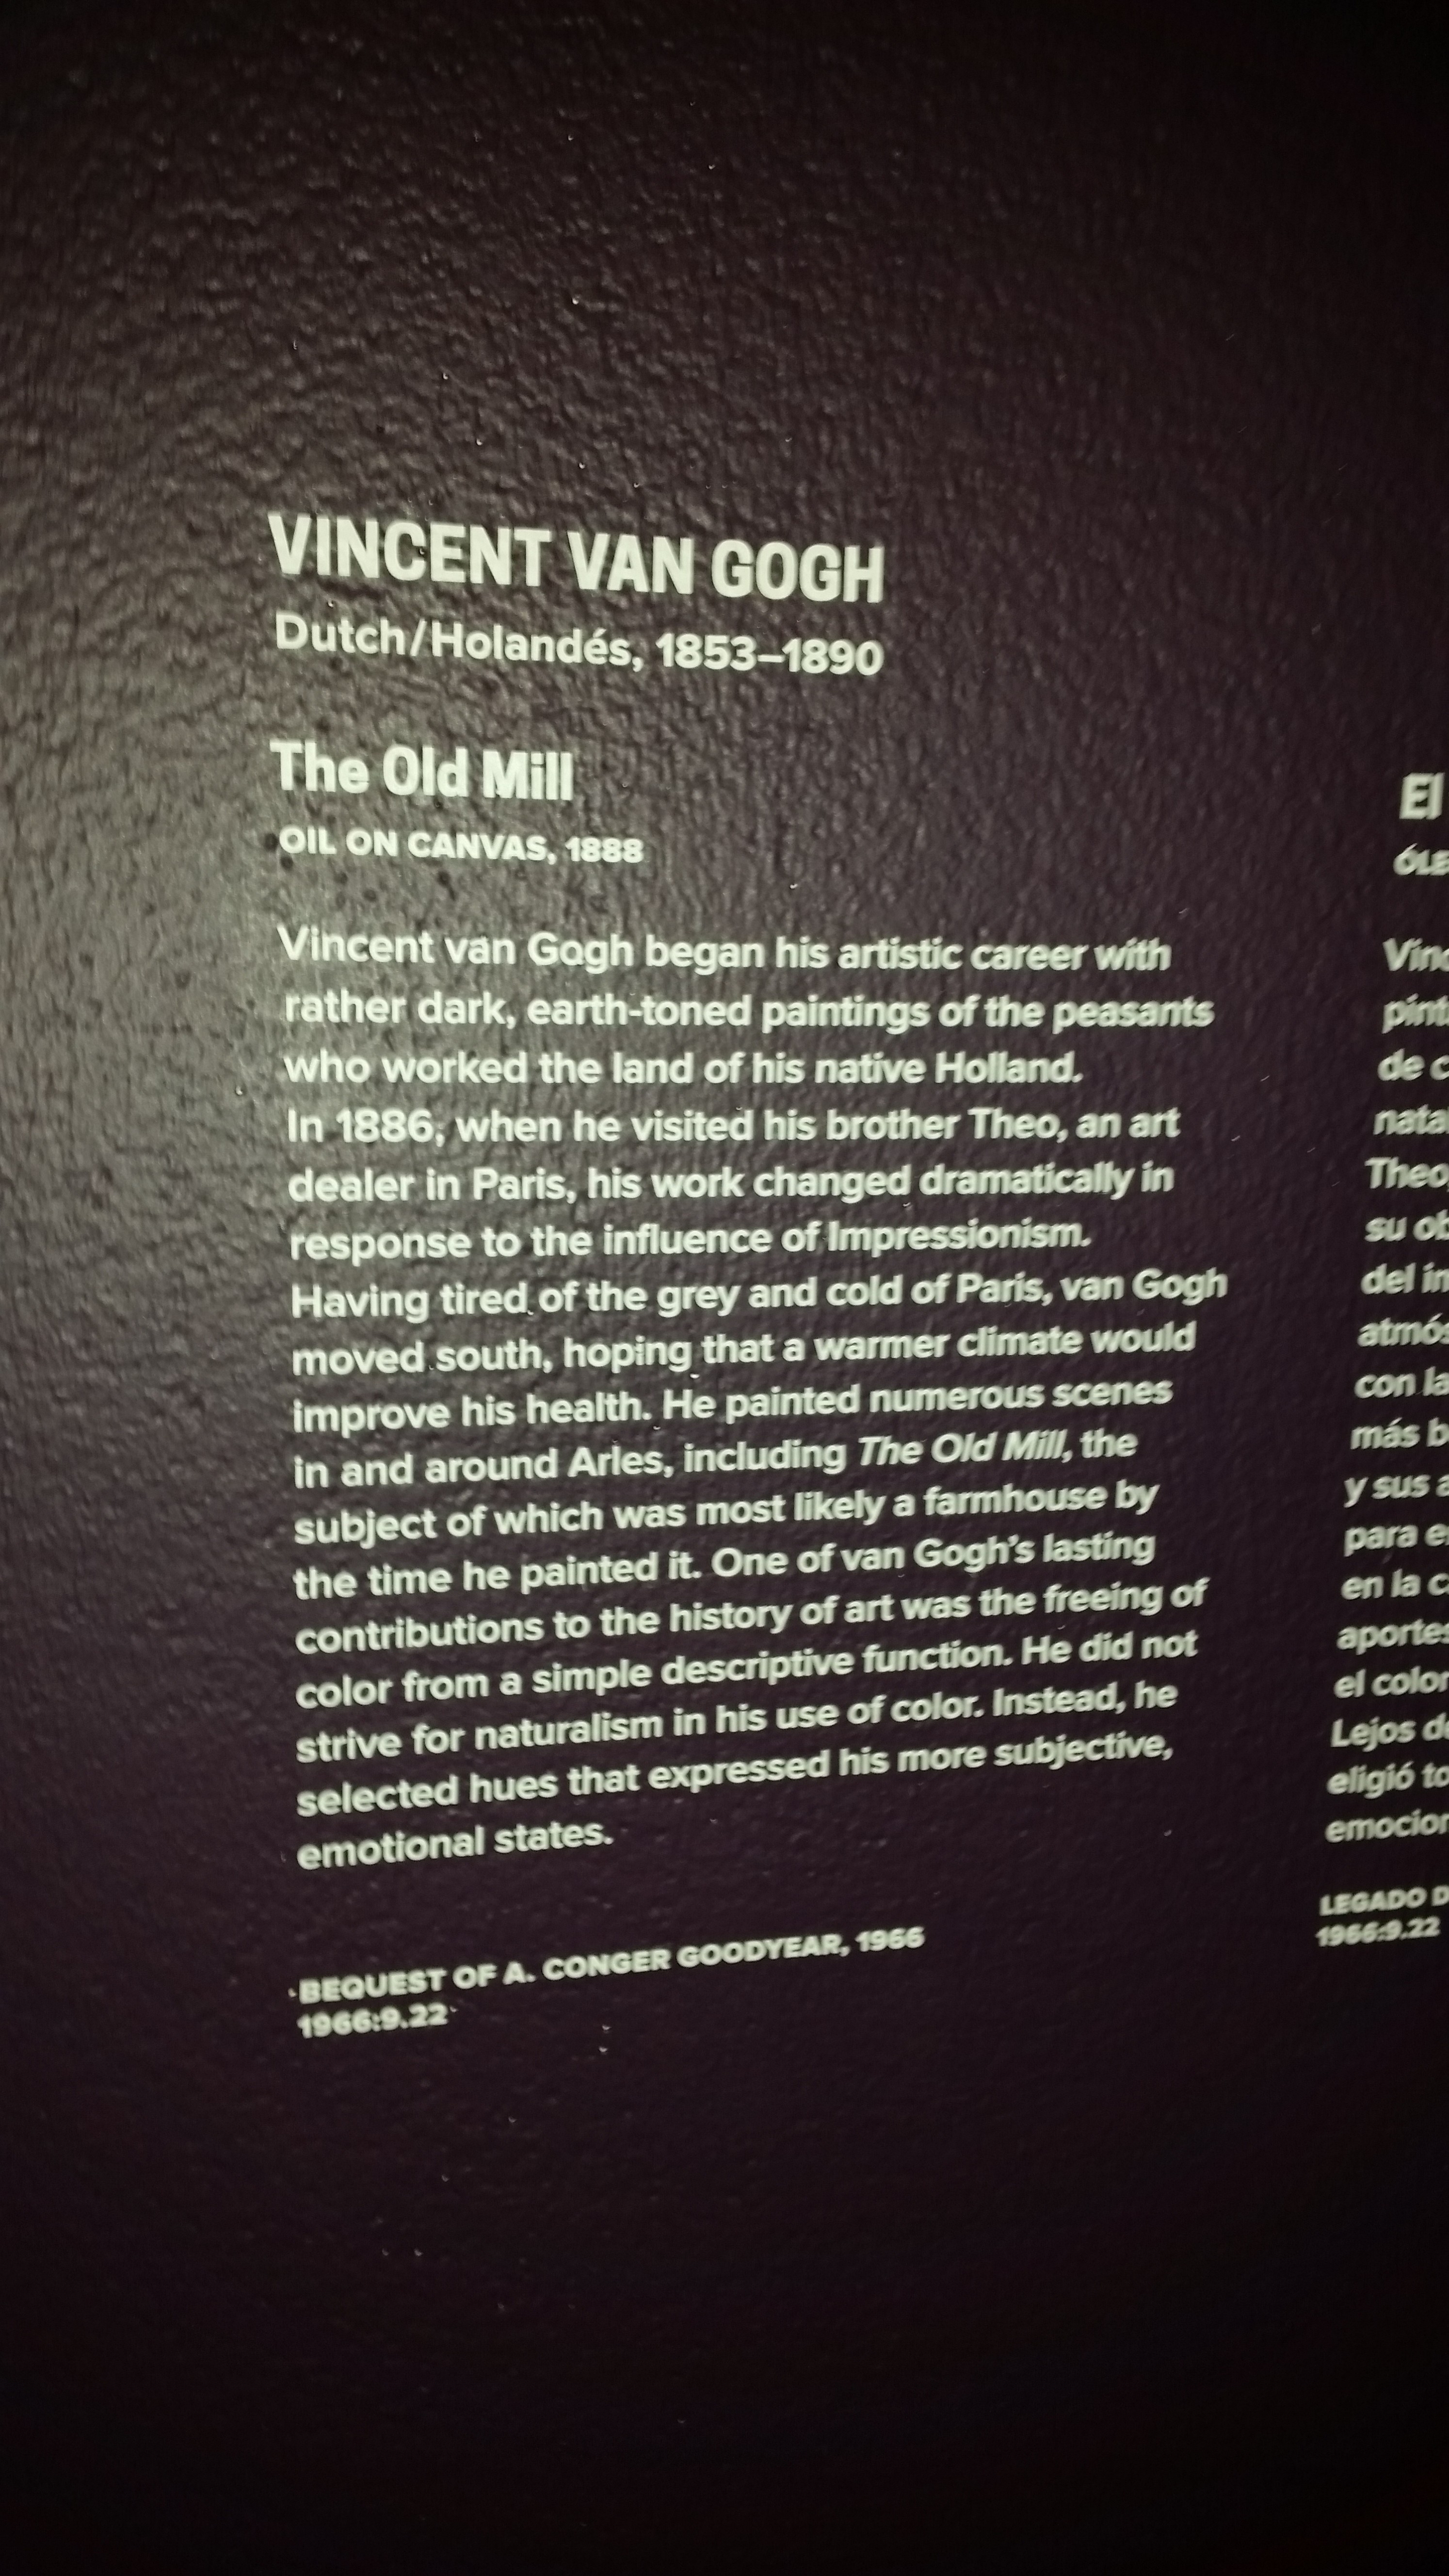 VINCENT VAN GOGH
Dutch/Holandés, 1853–1890
The Old Mill
OIL ON CANVAS, 1888
Vincent van Gogh began his artistic career with
rather dark, earth-toned paintings of the peasants
who worked the land of his native Holland.
In 1886, when he visited his brother Theo, an art
dealer in Paris, his work changed dramatically in
response to the influence of Impressionism.
Having tired of the grey and cold of Paris, van Gogh
moved south, hoping that a warmer climate would
improve his health. He painted numerous scenes
in and around Arles, including The Old Mill, the
subject of which was most likely a farmhouse by
the time he painted it. One of van Gogh's lasting
contributions to the history of art was the freeing of
color from a simple descriptive function. He did not
strive for naturalism in his use of color. Instead, he
selected hues that expressed his more subjective,
emotional states.
BEQUEST OF A. CONGER GOODYEAR, 1966
1966:9.22
El
de
con la
más
y sus
para
en la
el color
Lejos
eligió
LEGADO
1966:9.22